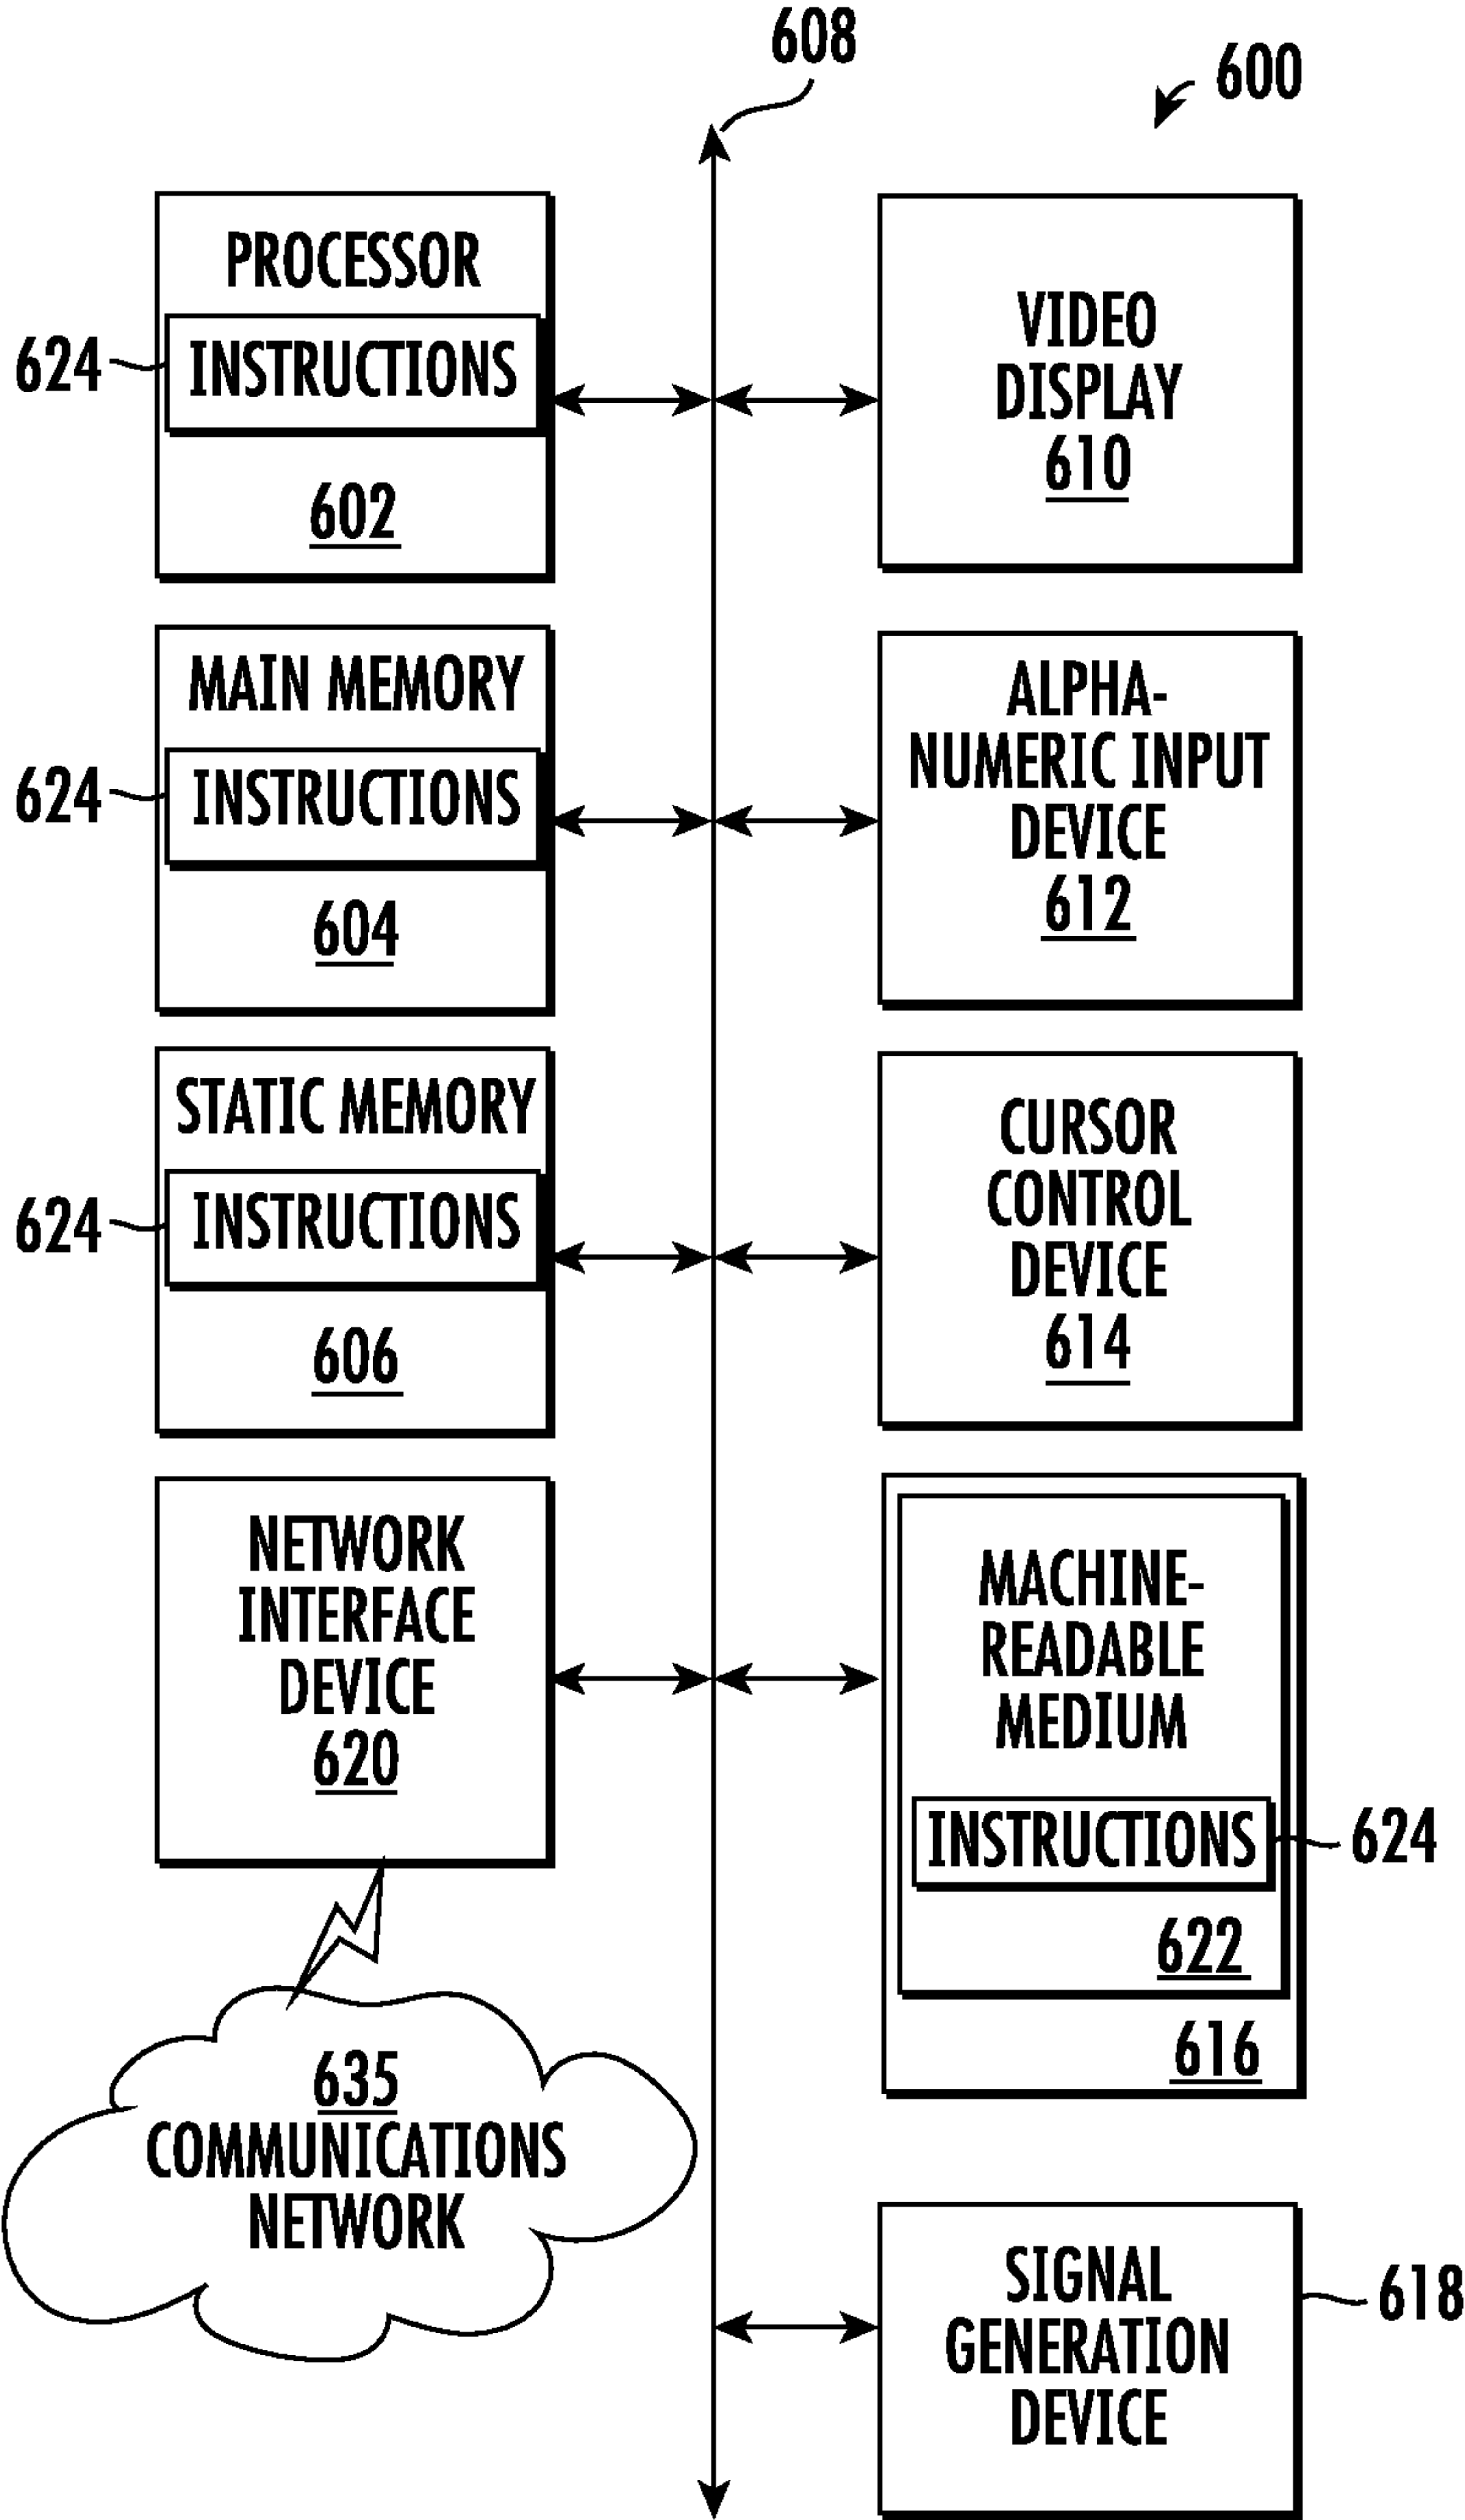 608
600
PROCESSOR
624
INSTRUCTIONS
602
VIDEO
DISPLAY
610
MAIN MEMORY
624
INSTRUCTIONS
604
ALPHA-
NUMERIC INPUT
DEVICE
612
STATIC MEMORY
624
INSTRUCTIONS
606
CURSOR
CONTROL
DEVICE
614
NETWORK
INTERFACE
DEVICE
620
MACHINE-
READABLE
MEDIUM
INSTRUCTIONS
624
622
616
635
COMMUNICATIONS
NETWORK
SIGNAL
GENERATION
DEVICE
618